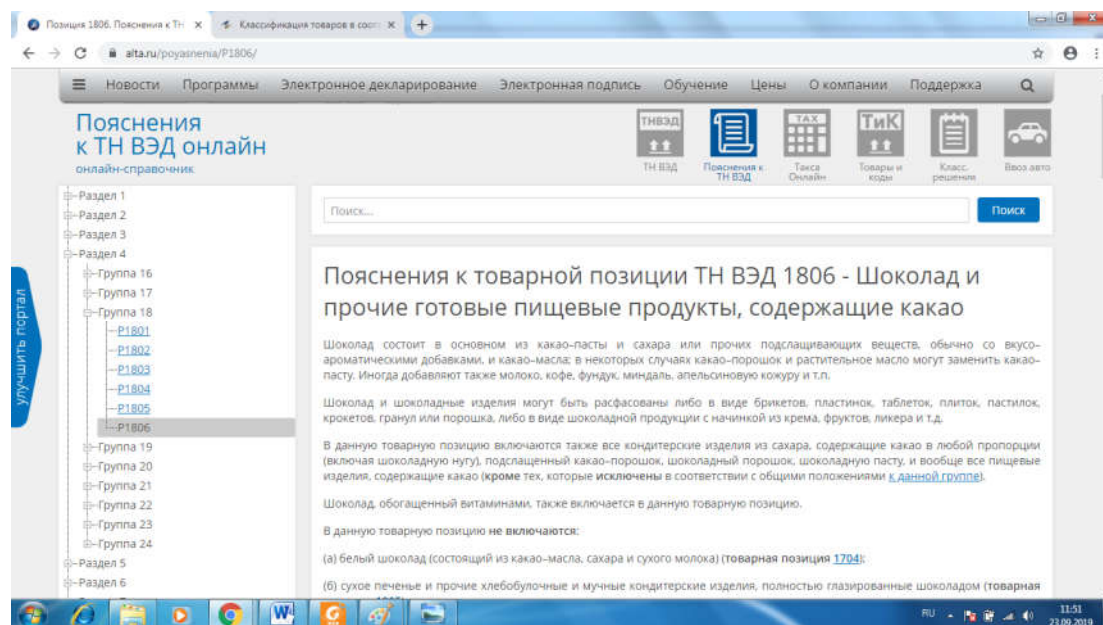 Позиция 1806. Пояснения к ТН
Классификация товаров в соот
alta.ru/poyasnenia/P1806/
Новости Программы Электронное декларирование Электронная подпись Обучение Цены О компании Поддержка
Пояснения
к ТН ВЭД онлайн
онлайн-справочник
ТНВЭД
TAX
ТиК
ТН ВЭД
Пояснения к
ТН ВЭД
Такса
Онлайн
Товары и
коды
Класс.
решения
Ввоз авто
улучшить портал
Раздел 1
Раздел 2
Раздел 3
Раздел 4
Группа 16
Группа 17
Группа 18
P1801
P1802
P1803
P1804
P1805
P1806
Группа 19
Группа 20
Группа 21
Группа 22
Группа 23
Группа 24
Раздел 5
Раздел 6
Поиск...
Поиск
Пояснения к товарной позиции ТН ВЭД 1806 - Шоколад и
прочие готовые пищевые продукты, содержащие какао
Шоколад состоит в основном из какао-пасты и сахара или прочих подслащивающих веществ, обычно со вкусо-
ароматическими добавками, и какао-масла; в некоторых случаях какао-порошок и растительное масло могут заменить какао-
пасту. Иногда добавляют также молоко, кофе, фундук, миндаль, апельсиновую кожуру и т.п.
Шоколад и шоколадные изделия могут быть расфасованы либо в виде брикетов, пластинок, таблеток, плиток, пастилок,
крокетов, гранул или порошка, либо в виде шоколадной продукции с начинкой из крема, фруктов, ликера и т.д.
В данную товарную позицию включаются также все кондитерские изделия из сахара, содержащие какао в любой пропорции
(включая шоколадную нугу), подслащенный какао-порошок, шоколадный порошок, шоколадную пасту, и вообще все пищевые
изделия, содержащие какао (кроме тех, которые исключены в соответствии с общими положениями к данной группе).
Шоколад, обогащенный витаминами, также включается в данную товарную позицию.
В данную товарную позицию не включаются:
(а) белый шоколад (состоящий из какао-масла, сахара и сухого молока) (товарная позиция 1704);
(б) сухое печенье и прочие хлебобулочные и мучные кондитерские изделия, полностью глазированные шоколадом (товарная
RU
11:51
23.09.2019